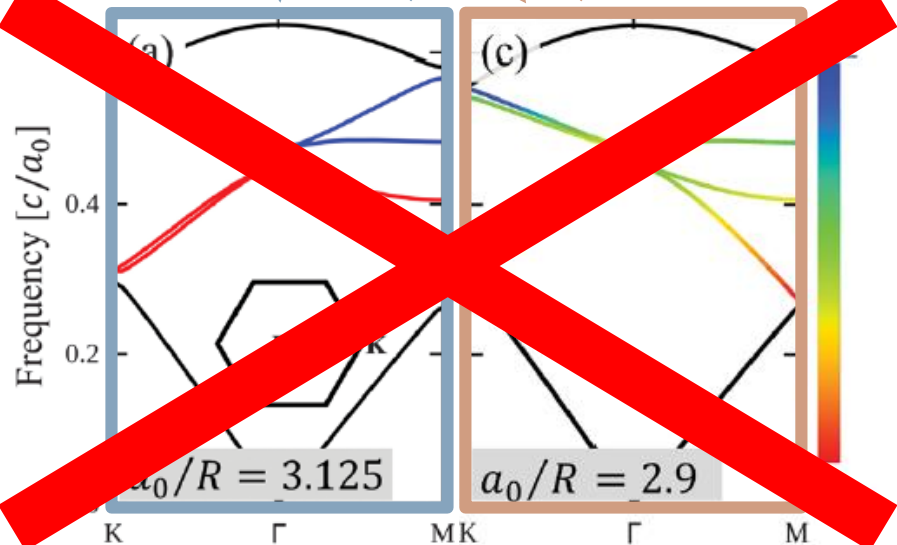 (a)
(c)
Frequency [c/a₀]
0.4
0.2
K
a₀/R = 3.125
a₀/R = 2.9
K Γ M K Γ M